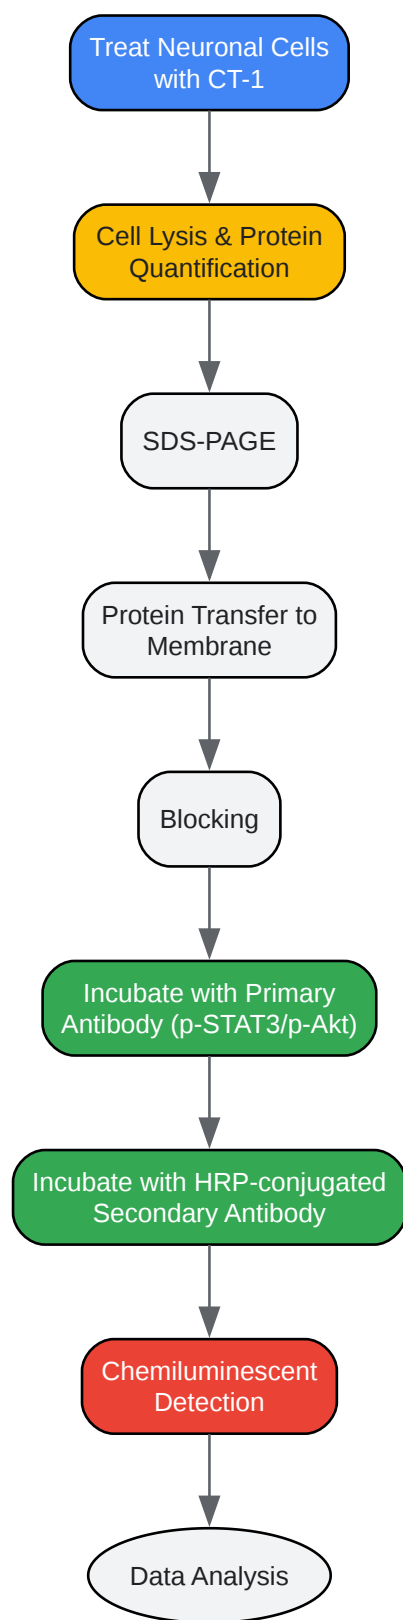 Treat Neuronal Cells
with CT-1
Cell Lysis & Protein
Quantification
SDS-PAGE
Protein Transfer to
Membrane
Blocking
Incubate with Primary
Antibody (p-STAT3/p-Akt)
Incubate with HRP-conjugated
Secondary Antibody
Chemiluminescent
Detection
Data Analysis